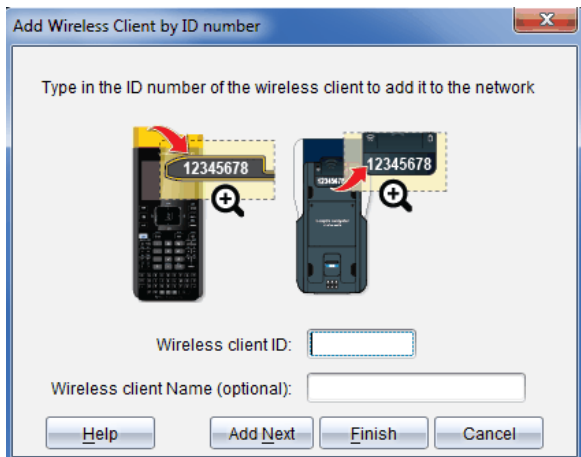 Add Wireless Client by ID number
Type in the ID number of the wireless client to add it to the network
12345678
12345678
12345678
Wireless client ID:
Wireless client Name (optional):
Help
Add Next
Finish
Cancel